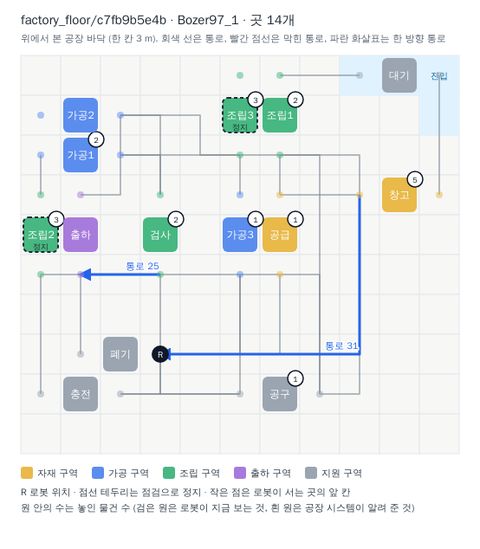 factory_floor/c7fb9b5e4b · Bozer97_1 · 곳 14개
위에서 본 공장 바닥 (한 칸 3 m). 회색 선은 통로, 빨간 점선은 막힌 통로, 파란 화살표는 한 방향 통로
대기
진입
3
2
가공2
조립3
정지
조립1
2
가공1
5
창고
3
2
1
1
조립2
정지
출하
검사
가공3
공급
통로 25
통로 31
폐기
R
1
충전
공구
자재 구역
가공 구역
조립 구역
출하 구역
지원 구역
R 로봇 위치 · 점선 테두리는 점검으로 정지 · 작은 점은 로봇이 서는 곳의 앞 칸
원 안의 수는 놓인 물건 수 (검은 원은 로봇이 지금 보는 것, 흰 원은 공장 시스템이 알려 준 것)